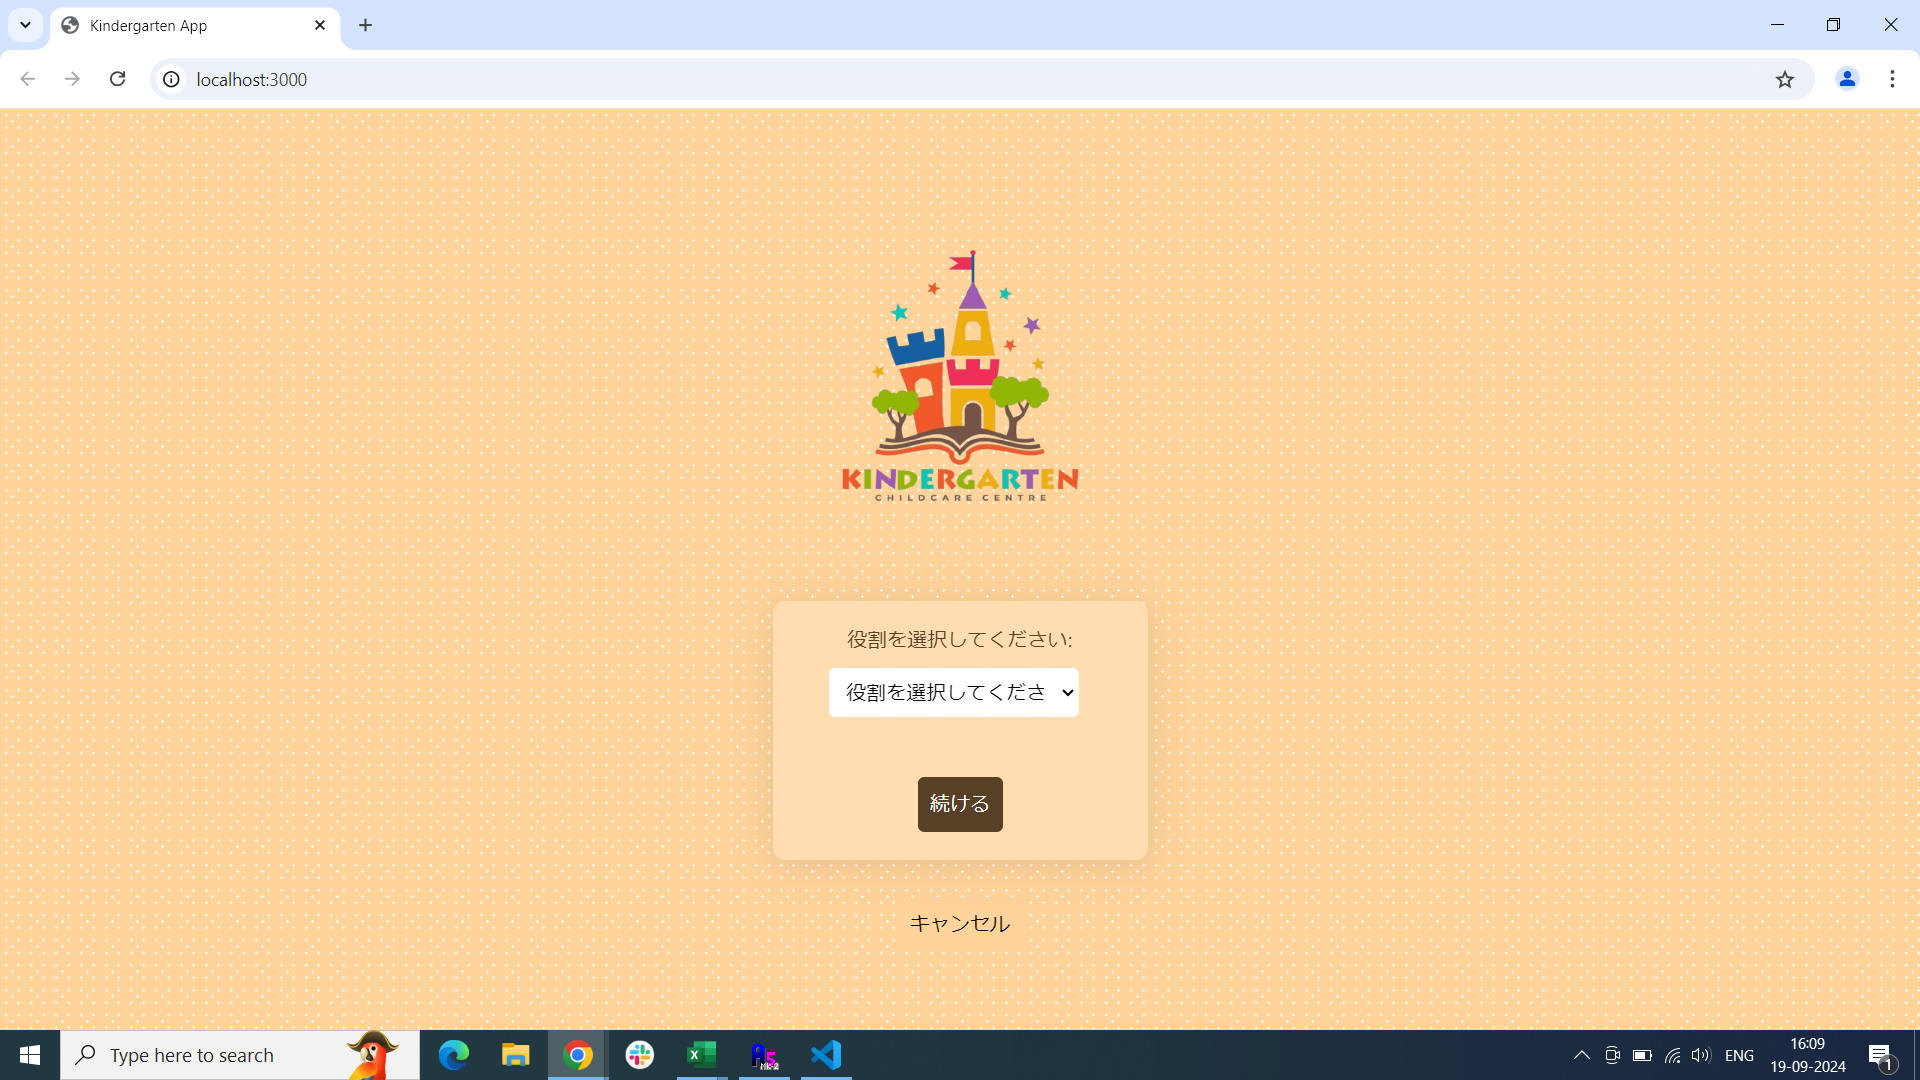 Kindergarten App
localhost:3000
KINDERGARTEN
CHILDCARE CENTRE
役割を選択してください:
役割を選択してくださ
続ける
キャンセル
Type here to search
ENG
16:09
19-09-2024
1